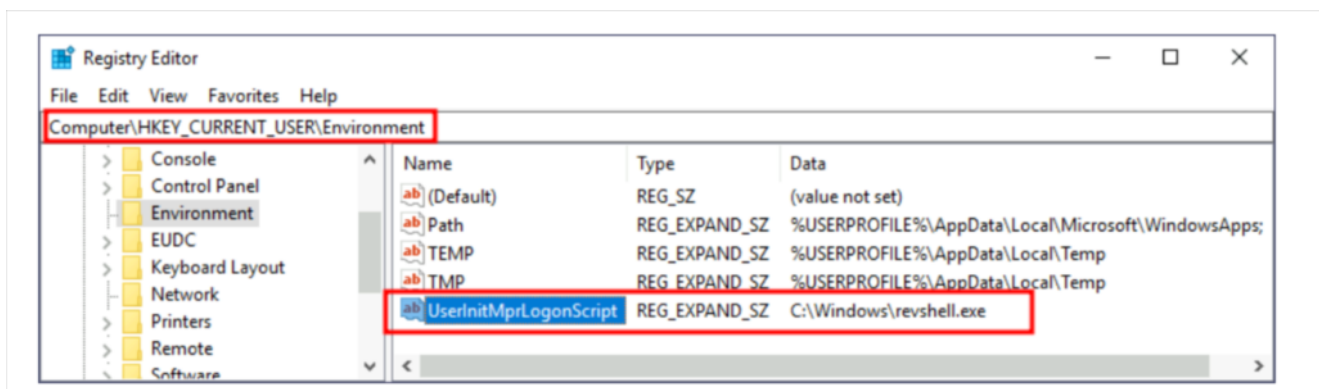 Registry Editor
File Edit View Favorites Help
Computer\HKEY_CURRENT_USER\Environment
Console
Control Panel
Environment
EUDC
Keyboard Layout
Network
Printers
Remote
Software
Name Type Data
(Default) REG_SZ (value not set)
Path REG_EXPAND_SZ %USERPROFILE%\AppData\Local\Microsoft\WindowsApps;
TEMP REG_EXPAND_SZ %USERPROFILE%\AppData\Local\Temp
TMP REG_EXPAND_SZ %USERPROFILE%\AppData\Local\Temp
UserInitMprLogonScript REG_EXPAND_SZ C:\Windows\revshell.exe